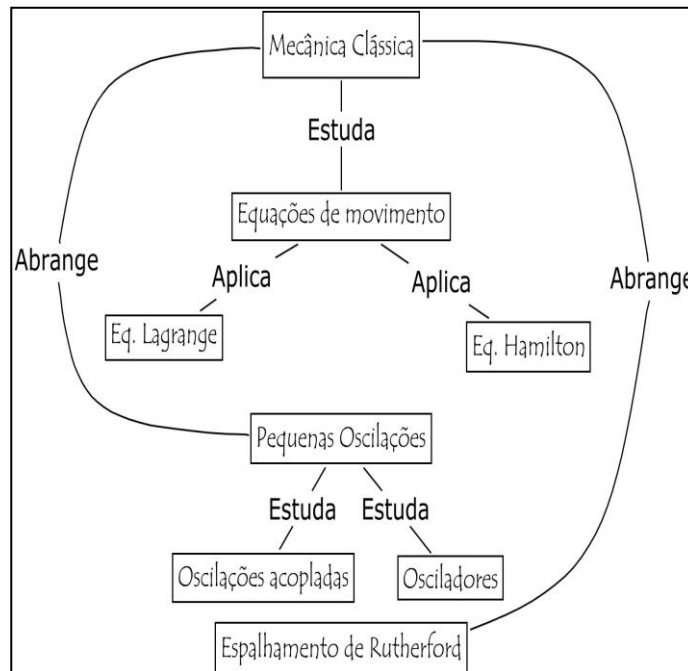 Mecânica Clássica
Estuda
Equações de movimento
Abrange
Aplica
Aplica
Abrange
Eq. Lagrange
Eq. Hamilton
Pequenas Oscilações
Estuda
Estuda
Oscilações acopladas
Osciladores
Espalhamento de Rutherford